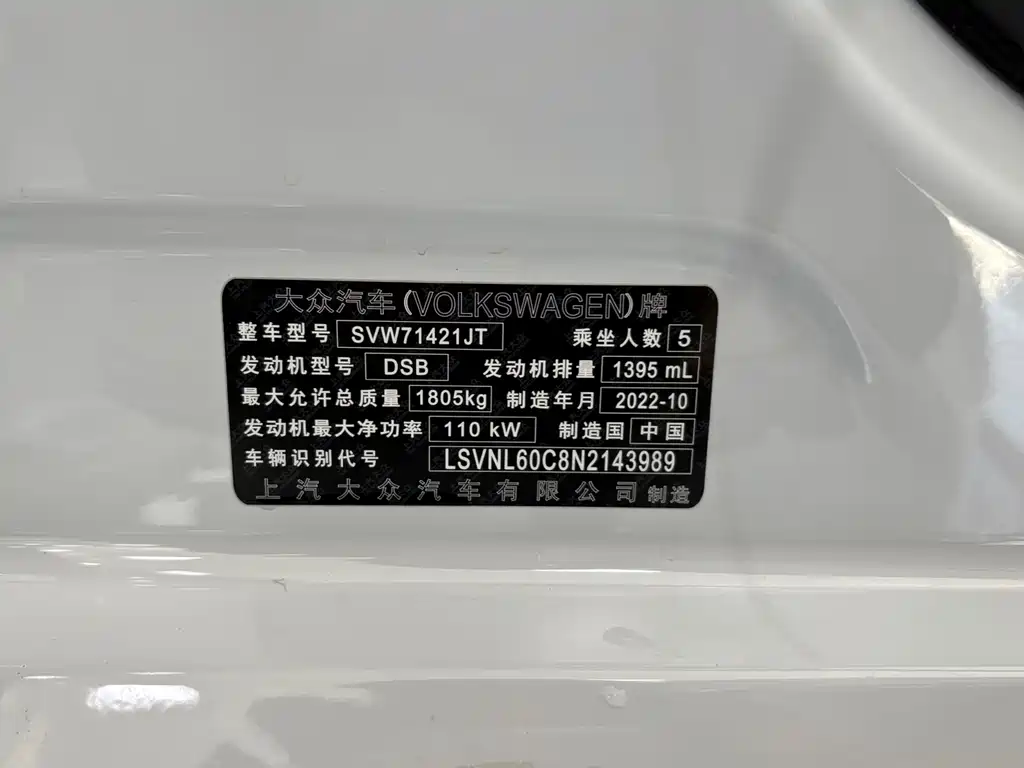 大众汽车(VOLKSWAGEN)牌
整车型号 SVW71421JT 乘坐人数 5
发动机型号 DSB 发动机排量 1395 mL
最大允许总质量 1805kg 制造年月 2022-10
发动机最大净功率 110 kW 制造国 中国
车辆识别代号 LSVNL60C8N2143989
上汽大众汽车有限公司 制造